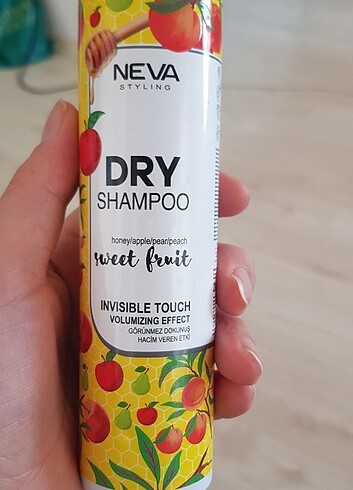 NEVA
STYLING
DRY
SHAMPOO
honey/apple/pear/peach
sweet fruit
INVISIBLE TOUCH
VOLUMIZING EFFECT
GÖRÜNMEZ DOKUNUŞ
HACİM VEREN ETKİ